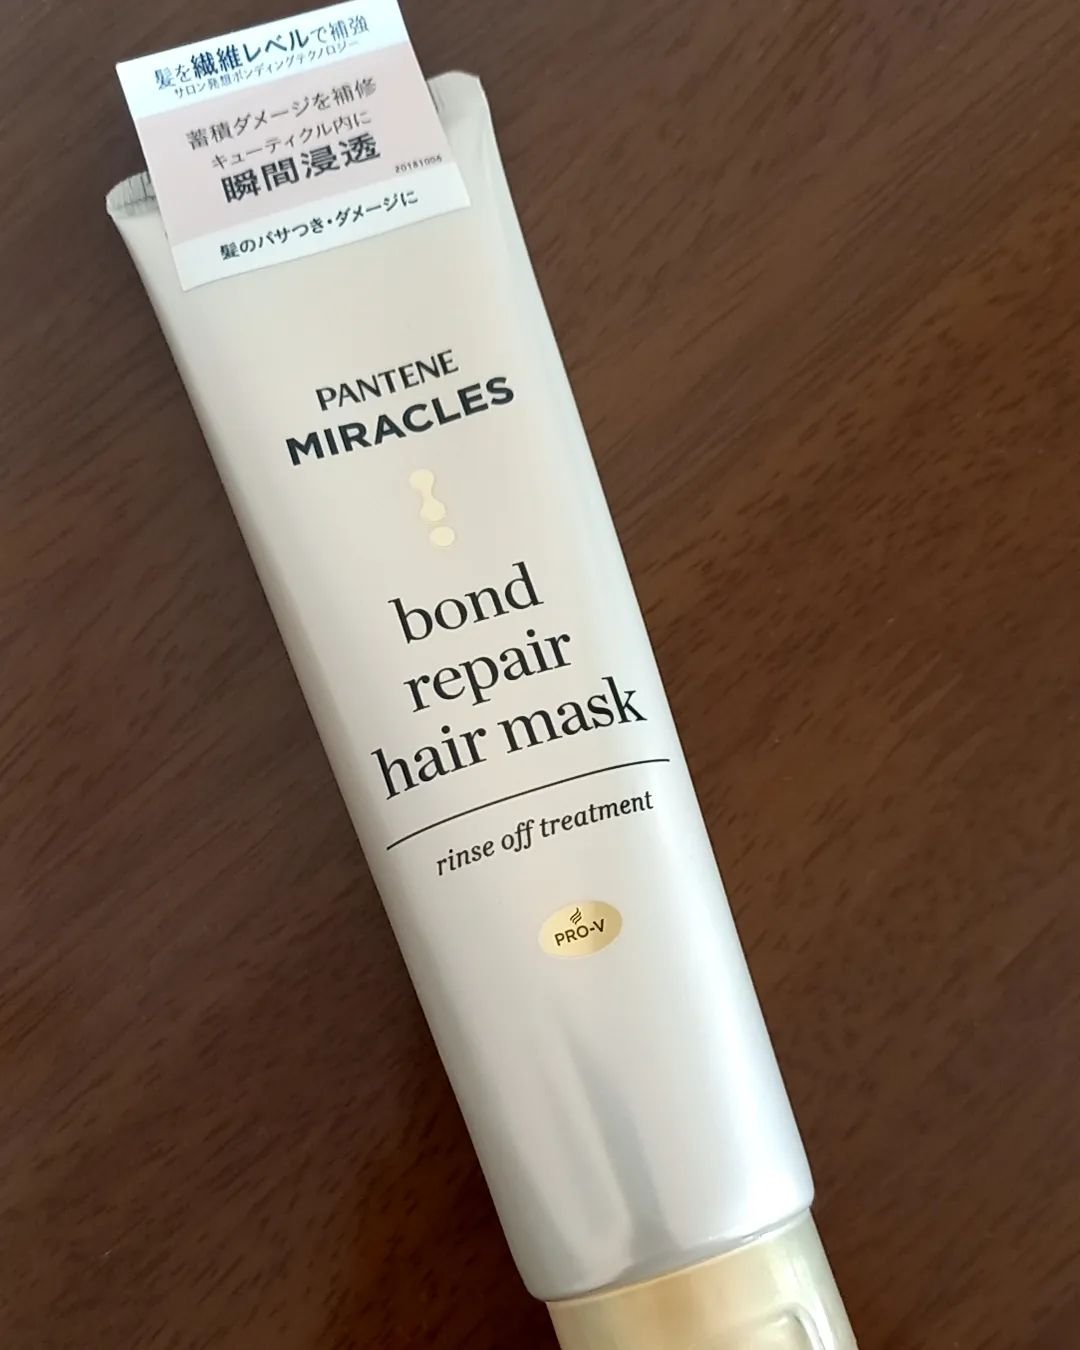 髪を繊維レベルで補強
サロン発想ボンディングテクノロジー
蓄積ダメージを補修
キューティクル内に
瞬間浸透
20181006
髪のパサつき・ダメージに
PANTENE
MIRACLES
bond
repair
hair mask
rinse off treatment
PRO-V